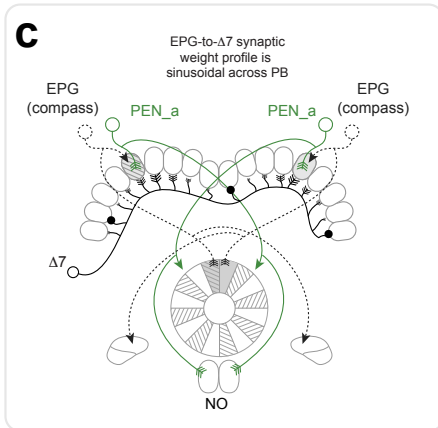 C
EPG-to-Δ7 synaptic
weight profile is
sinusoidal across PB
EPG
(compass)
PEN_a
PEN_a
EPG
(compass)
Δ7
NO